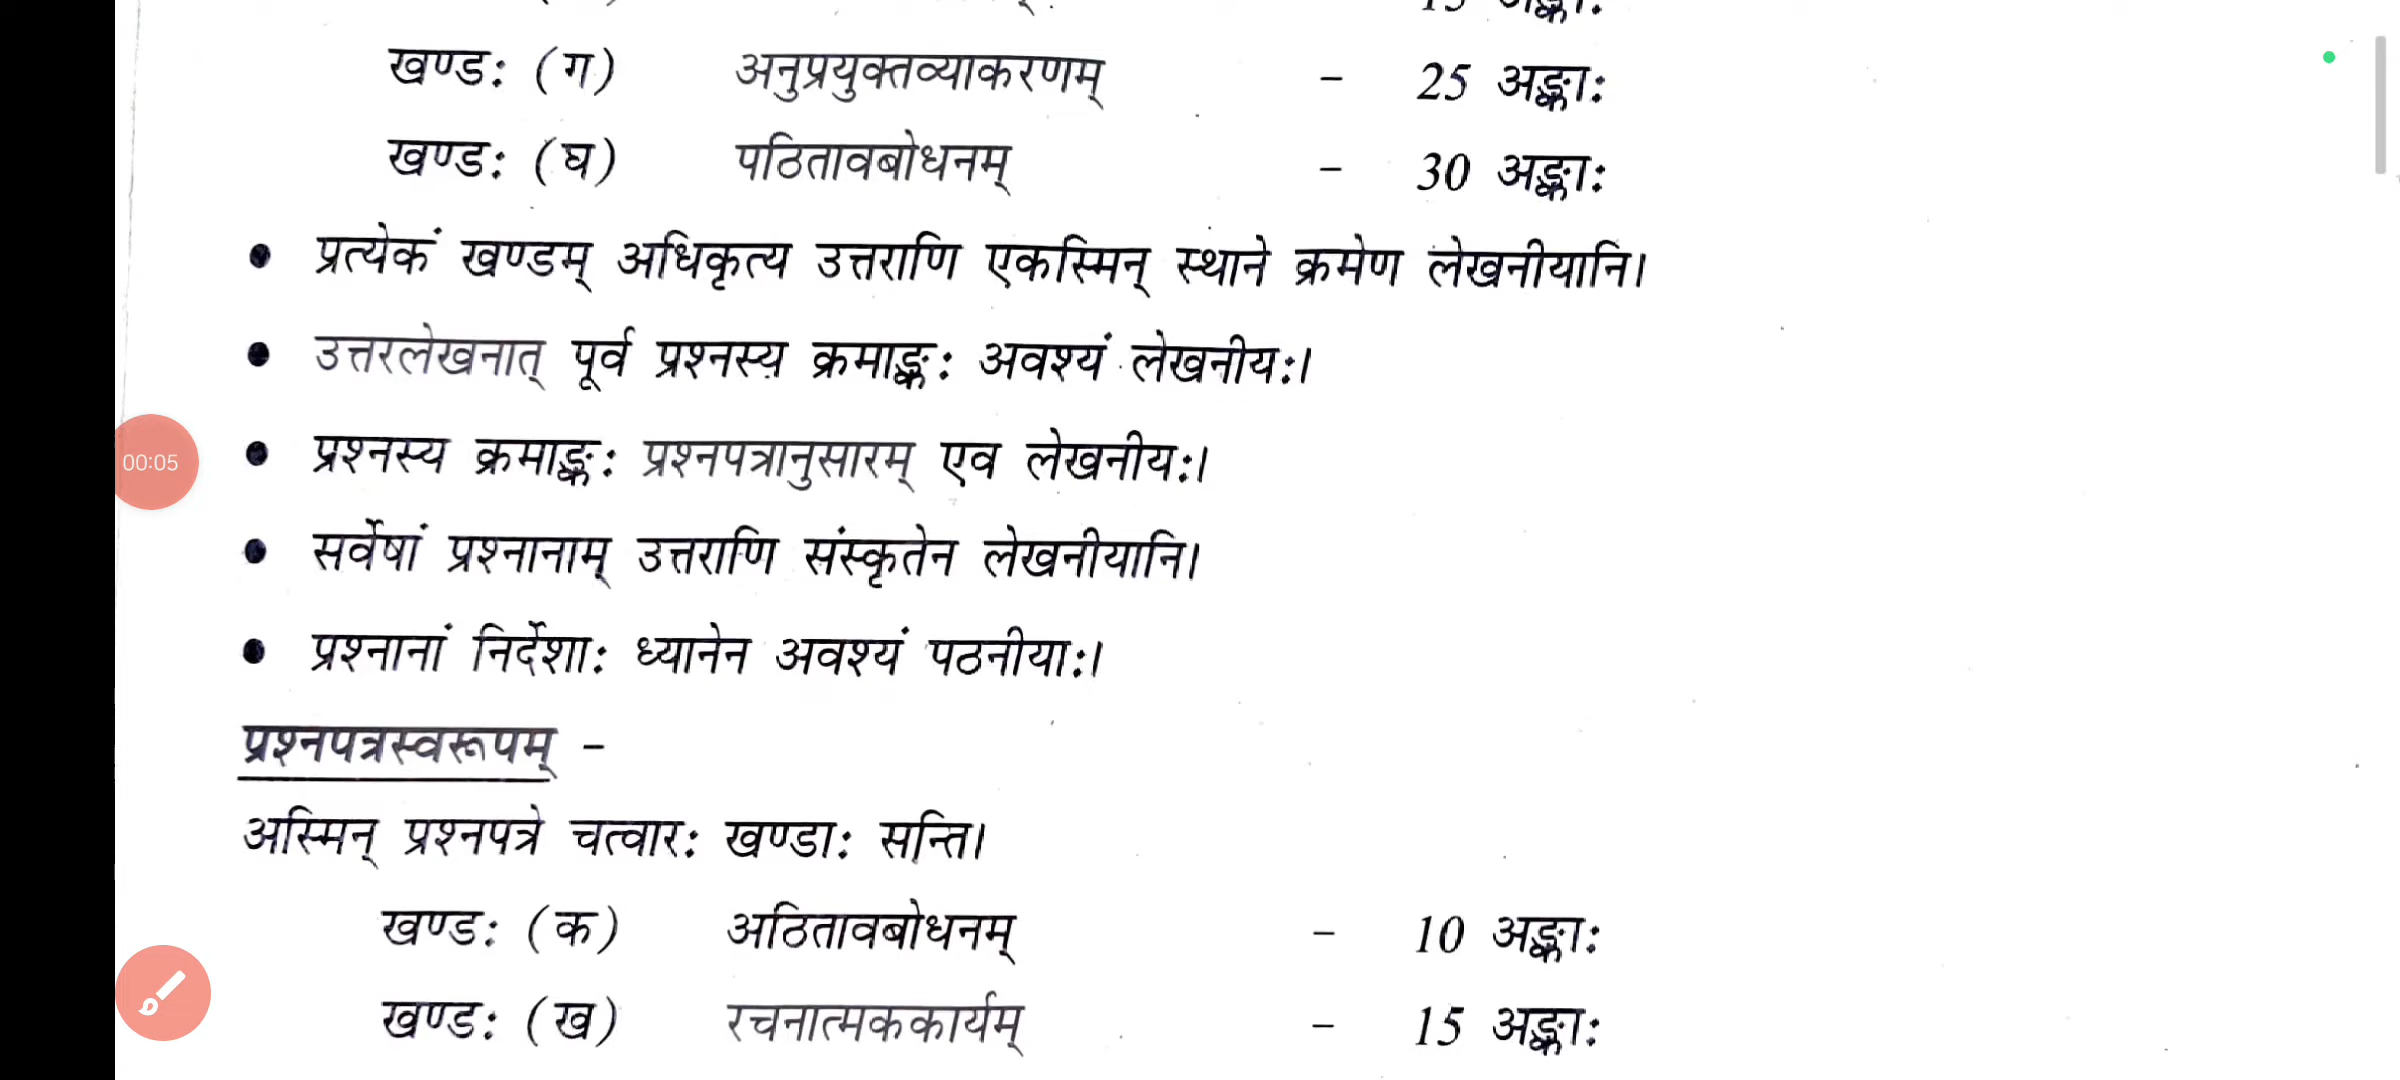 15 अङ्काः
खण्डः (ग) अनुप्रयुक्तव्याकरणम् - 25 अङ्काः
खण्डः (घ) पठितावबोधनम् - 30 अङ्काः
• प्रत्येकं खण्डम् अधिकृत्य उत्तराणि एकस्मिन् स्थाने क्रमेण लेखनीयानि।
• उत्तरलेखनात् पूर्व प्रश्नस्य क्रमाङ्कः अवश्यं लेखनीयः।
00:05
• प्रश्नस्य क्रमाङ्कः प्रश्नपत्रानुसारम् एव लेखनीयः।
• सर्वेषां प्रश्नानाम् उत्तराणि संस्कृतेन लेखनीयानि।
• प्रश्नानां निर्देशाः ध्यानेन अवश्यं पठनीयाः।
प्रश्नपत्रस्वरूपम् -
अस्मिन् प्रश्नपत्रे चत्वारः खण्डाः सन्ति।
खण्डः (क) अठितावबोधनम् - 10 अङ्काः
खण्डः (ख) रचनात्मककार्यम् - 15 अङ्काः